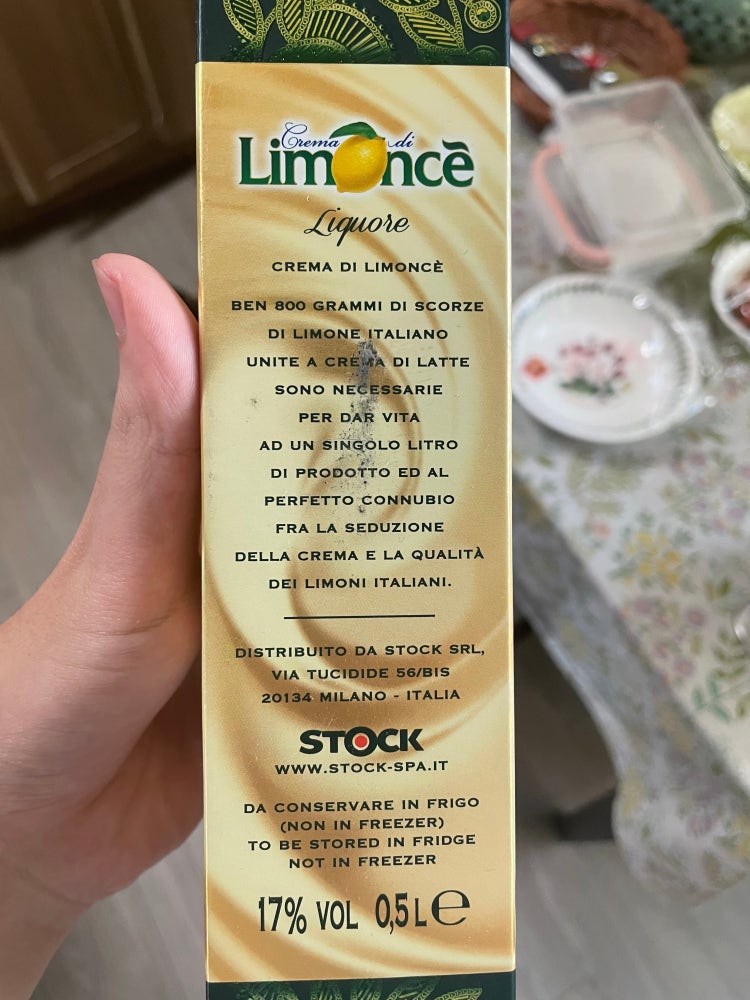 Crema di
Limoncē
Liquore
CREMA DI LIMONCÈ
BEN 800 GRAMMI DI SCORZE
DI LIMONE ITALIANO
UNITE A CREMA DI LATTE
SONO NECESSARIE
PER DAR VITA
AD UN SINGOLO LITRO
DI PRODOTTO ED AL
PERFETTO CONNUBIO
FRA LA SEDUZIONE
DELLA CREMA E LA QUALITÀ
DEI LIMONI ITALIANI.
DISTRIBUITO DA STOCK SRL,
VIA TUCIDIDE 56/BIS
20134 MILANO - ITALIA
STOCK
WWW.STOCK-SPA.IT
DA CONSERVARE IN FRIGO
(NON IN FREEZER)
TO BE STORED IN FRIDGE
NOT IN FREEZER
17% VOL 0,5 L ℮